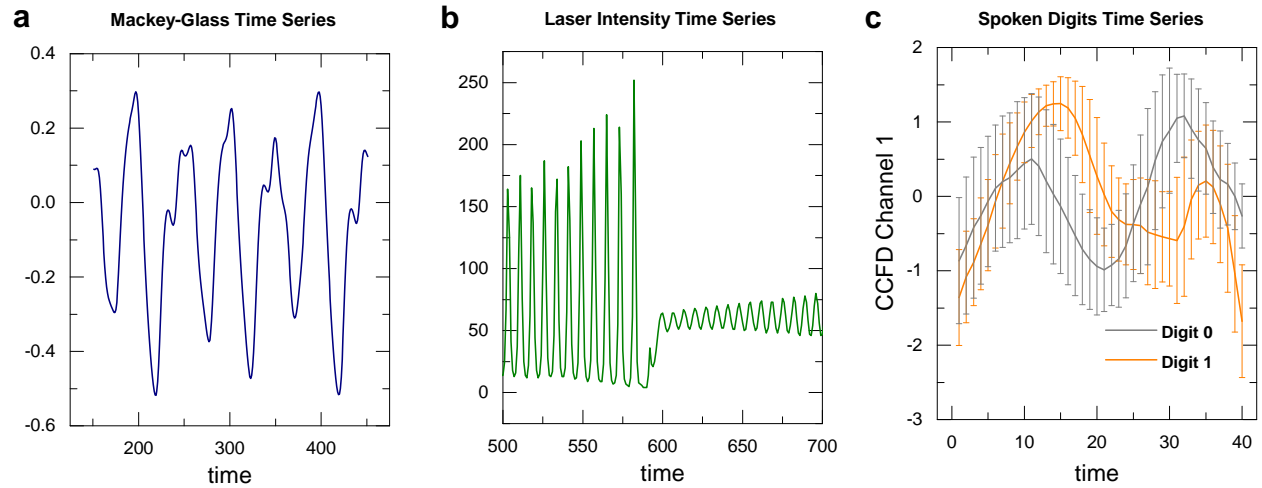 a
Mackey-Glass Time Series
0.4
0.2
0.0
-0.2
-0.4
-0.6
200
300
400
time
b
Laser Intensity Time Series
250
200
150
100
50
0
500
550
600
650
700
time
c
Spoken Digits Time Series
CCFD Channel 1
2
1
0
-1
-2
-3
Digit 0
Digit 1
0
10
20
30
40
time